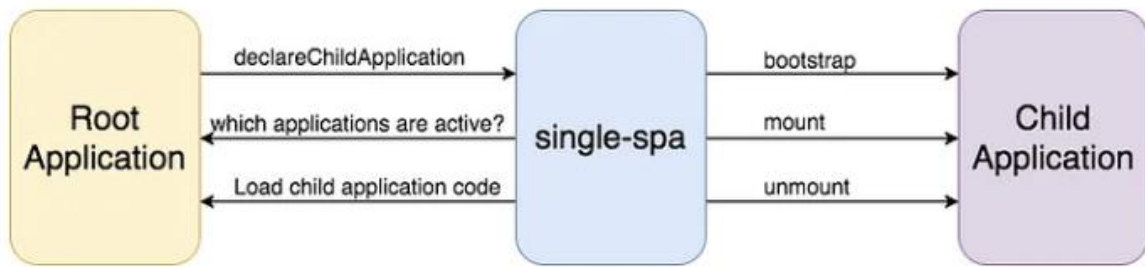 Root
Application
declareChildApplication
which applications are active?
Load child application code
single-spa
bootstrap
mount
unmount
Child
Application